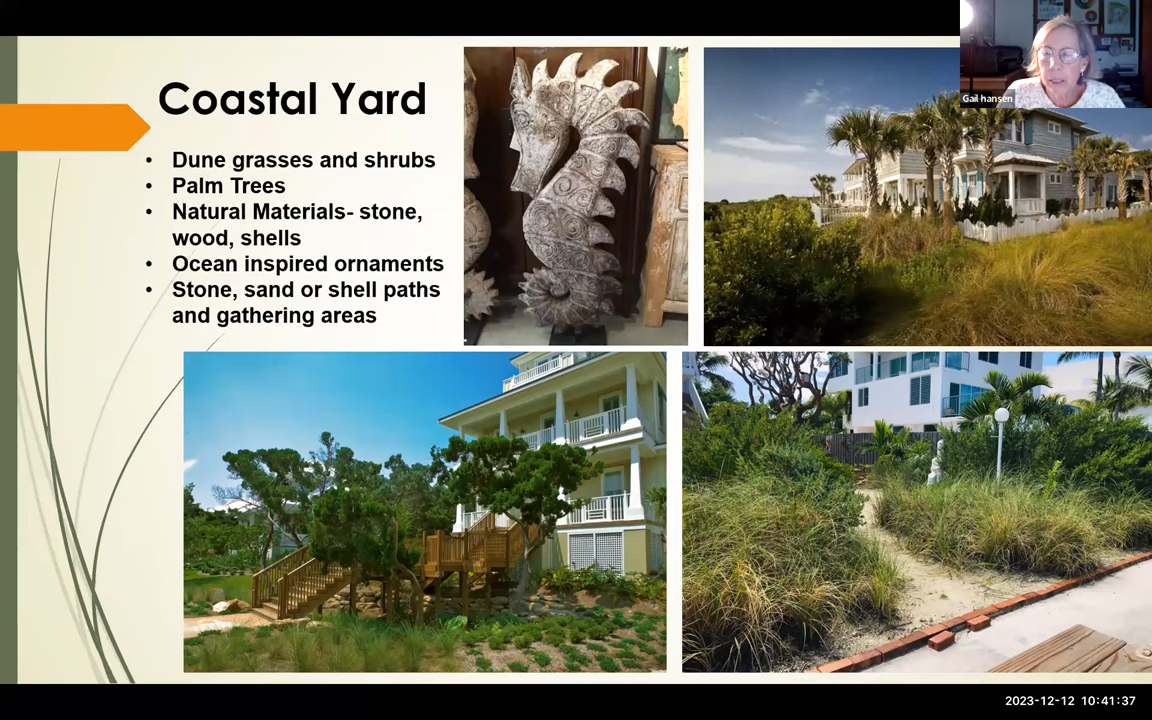 Coastal Yard
• Dune grasses and shrubs
• Palm Trees
• Natural Materials- stone,
wood, shells
• Ocean inspired ornaments
• Stone, sand or shell paths
and gathering areas
Gail hansen
2023-12-12 10:41:37